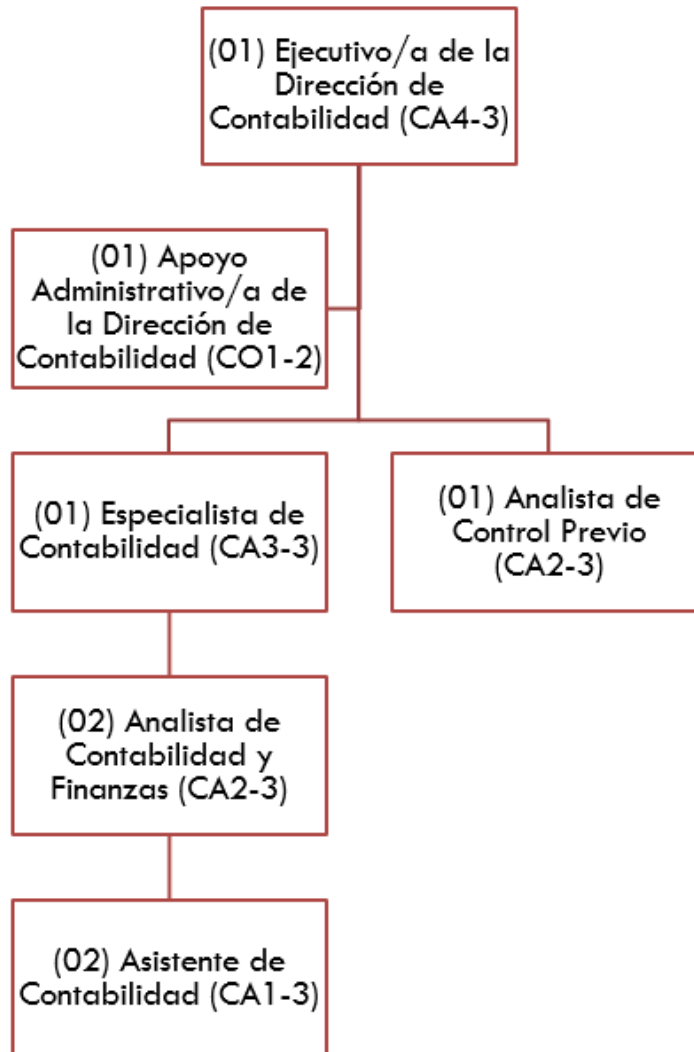 (01) Ejecutivo/a de la
Dirección de
Contabilidad (CA4-3)
(01) Apoyo
Administrativo/a de
la Dirección de
Contabilidad (CO1-2)
(01) Especialista de
Contabilidad (CA3-3)
(01) Analista de
Control Previo
(CA2-3)
(02) Analista de
Contabilidad y
Finanzas (CA2-3)
(02) Asistente de
Contabilidad (CA1-3)